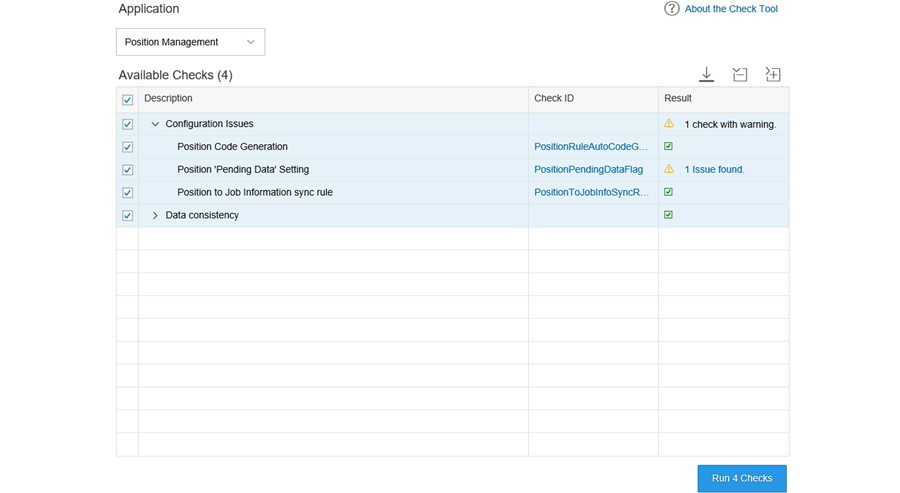 Application
About the Check Tool
Position Management
Available Checks (4)
Description Check ID Result
Configuration Issues 1 check with warning.
Position Code Generation PositionRuleAutoCodeG...
Position 'Pending Data' Setting PositionPendingDataFlag 1 Issue found.
Position to Job Information sync rule PositionToJobInfoSyncR...
Data consistency
Run 4 Checks